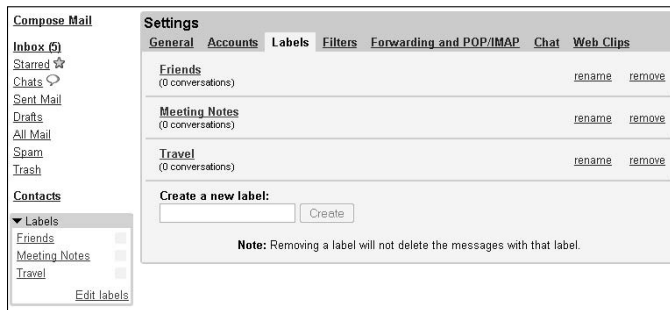 Compose Mail
Inbox (5)
Starred
Chats
Sent Mail
Drafts
All Mail
Spam
Trash
Contacts
Labels
Friends
Meeting Notes
Travel
Edit labels
Settings
General Accounts Labels Filters Forwarding and POP/IMAP Chat Web Clips
Friends rename remove
(0 conversations)
Meeting Notes rename remove
(0 conversations)
Travel rename remove
(0 conversations)
Create a new label:
Create
Note: Removing a label will not delete the messages with that label.